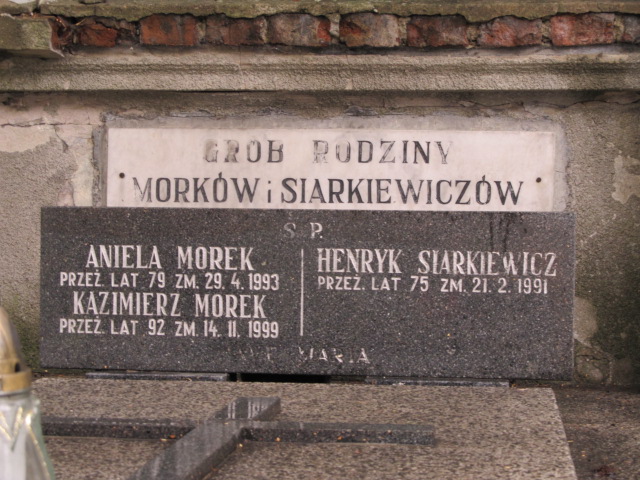 GRÓB RODZINY
MORKÓW i SIARKIEWICZÓW
Ś. P.
ANIELA MOREK
PRZEŻ. LAT 79 ZM. 29. 4. 1993
KAZIMIERZ MOREK
PRZEŻ. LAT 92 ZM. 14. 11. 1999
HENRYK SIARKIEWICZ
PRZEŻ. LAT 75 ZM. 21. 2. 1991
MARIA